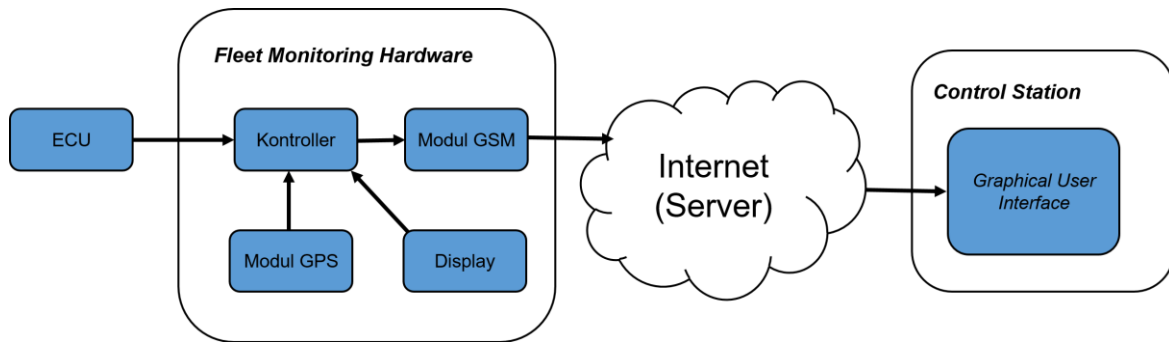 Fleet Monitoring Hardware
ECU
Kontroller
Modul GSM
Modul GPS
Display
Internet
(Server)
Control Station
Graphical User
Interface